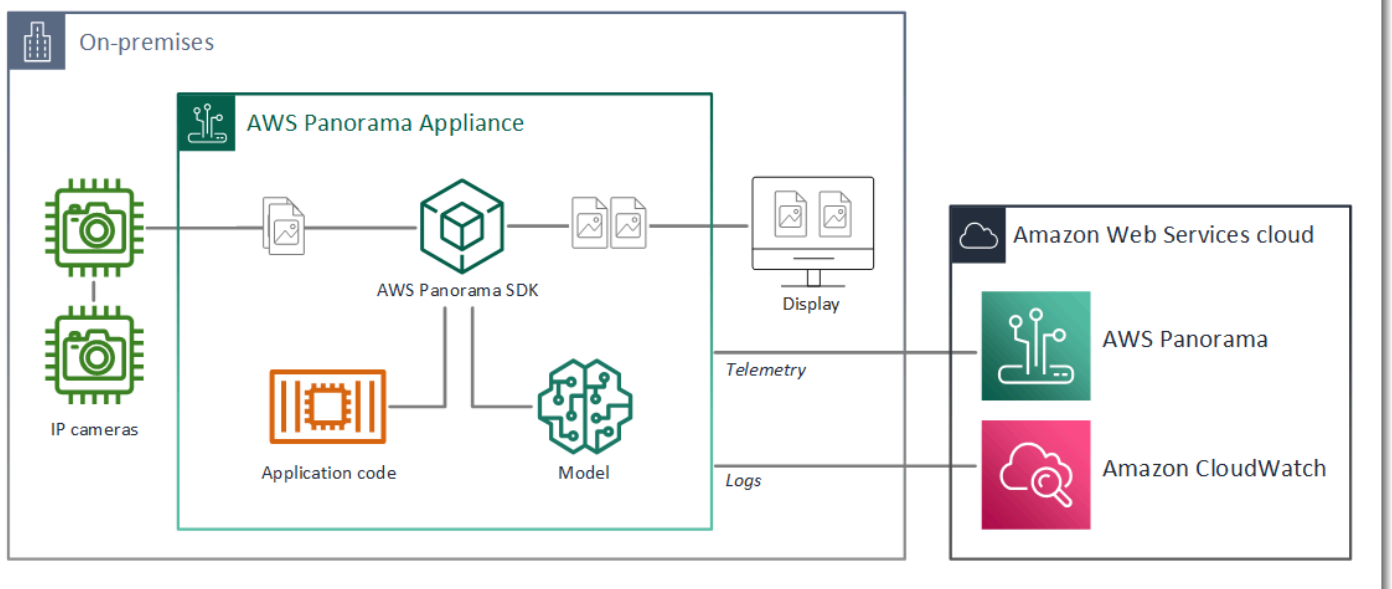 On-premises
AWS Panorama Appliance
AWS Panorama SDK
Display
IP cameras
Application code
Model
Telemetry
Logs
Amazon Web Services cloud
AWS Panorama
Amazon CloudWatch